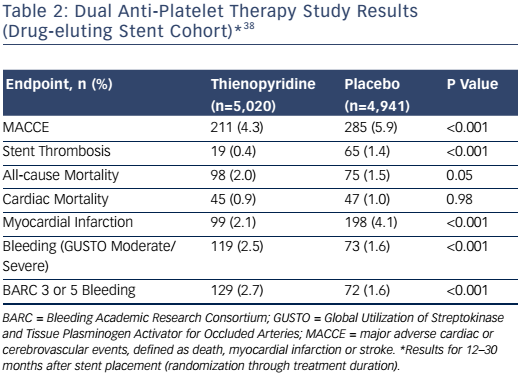 Table 2: Dual Anti-Platelet Therapy Study Results
(Drug-eluting Stent Cohort)*38
Endpoint, n (%) Thienopyridine Placebo P Value
(n=5,020) (n=4,941)
MACCE 211 (4.3) 285 (5.9) <0.001
Stent Thrombosis 19 (0.4) 65 (1.4) <0.001
All-cause Mortality 98 (2.0) 75 (1.5) 0.05
Cardiac Mortality 45 (0.9) 47 (1.0) 0.98
Myocardial Infarction 99 (2.1) 198 (4.1) <0.001
Bleeding (GUSTO Moderate/ 119 (2.5) 73 (1.6) <0.001
Severe)
BARC 3 or 5 Bleeding 129 (2.7) 72 (1.6) <0.001
BARC = Bleeding Academic Research Consortium; GUSTO = Global Utilization of Streptokinase
and Tissue Plasminogen Activator for Occluded Arteries; MACCE = major adverse cardiac or
cerebrovascular events, defined as death, myocardial infarction or stroke. *Results for 12–30
months after stent placement (randomization through treatment duration).